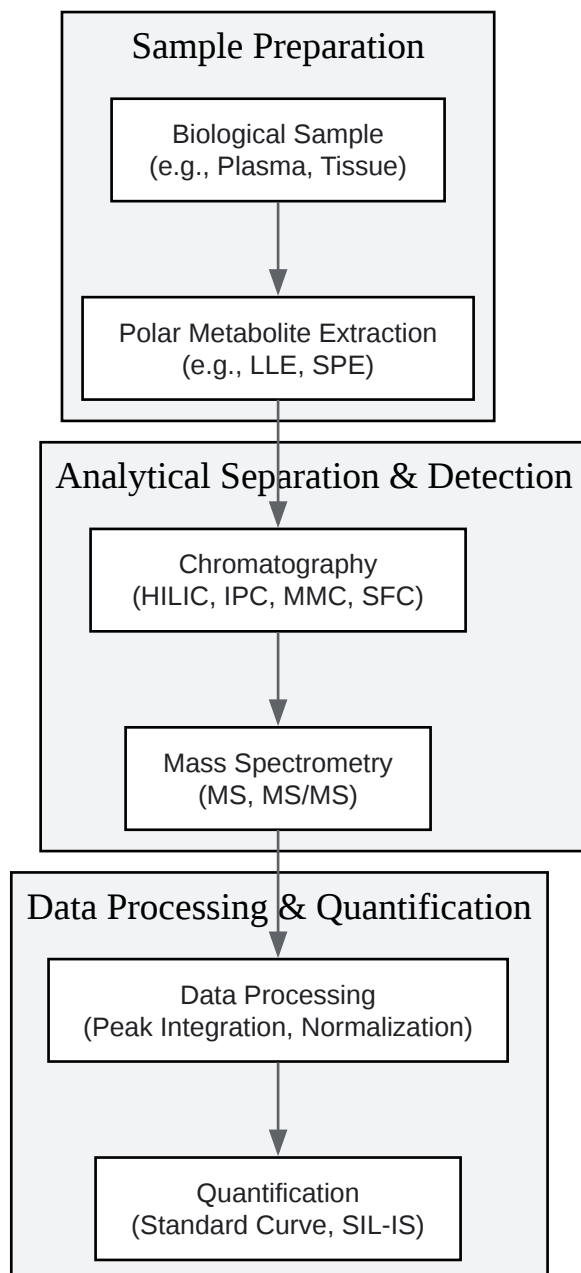 Sample Preparation
Biological Sample
(e.g., Plasma, Tissue)
Polar Metabolite Extraction
(e.g., LLE, SPE)
Analytical Separation & Detection
Chromatography
(HILIC, IPC, MMC, SFC)
Mass Spectrometry
(MS, MS/MS)
Data Processing & Quantification
Data Processing
(Peak Integration, Normalization)
Quantification
(Standard Curve, SIL-IS)